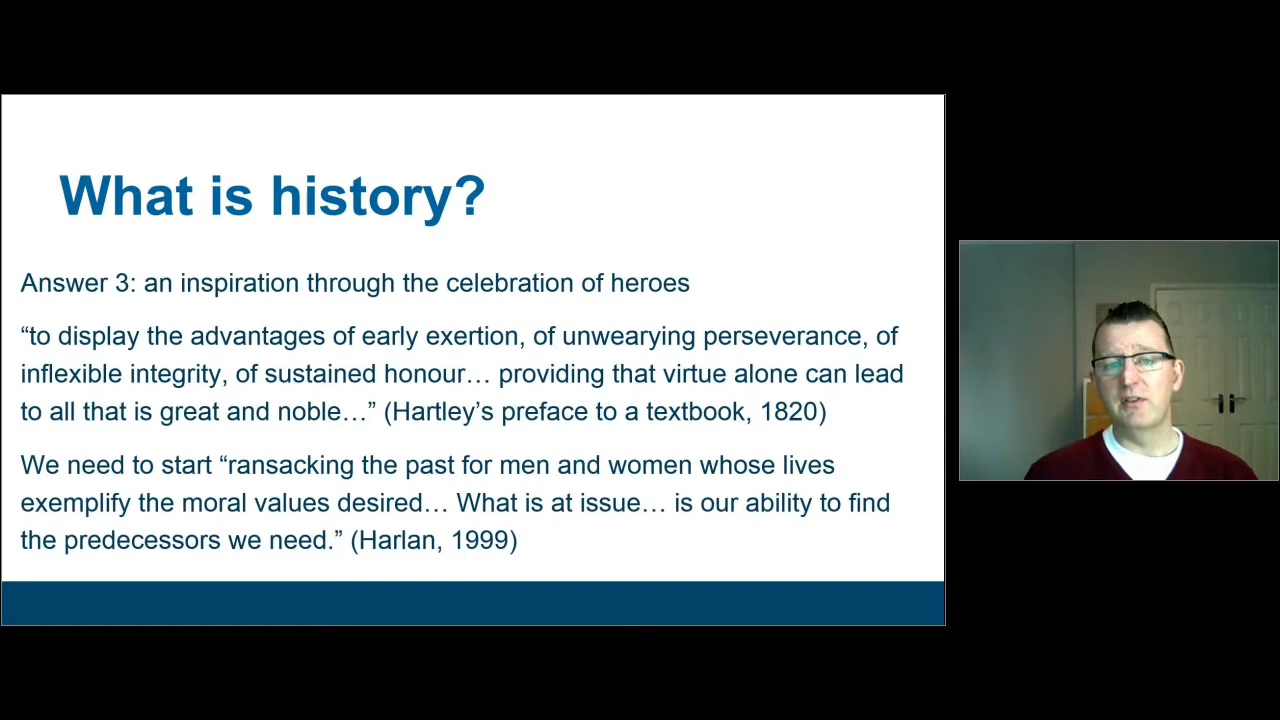 What is history?
Answer 3: an inspiration through the celebration of heroes
“to display the advantages of early exertion, of unwearying perseverance, of
inflexible integrity, of sustained honour… providing that virtue alone can lead
to all that is great and noble…” (Hartley’s preface to a textbook, 1820)
We need to start “ransacking the past for men and women whose lives
exemplify the moral values desired… What is at issue… is our ability to find
the predecessors we need.” (Harlan, 1999)